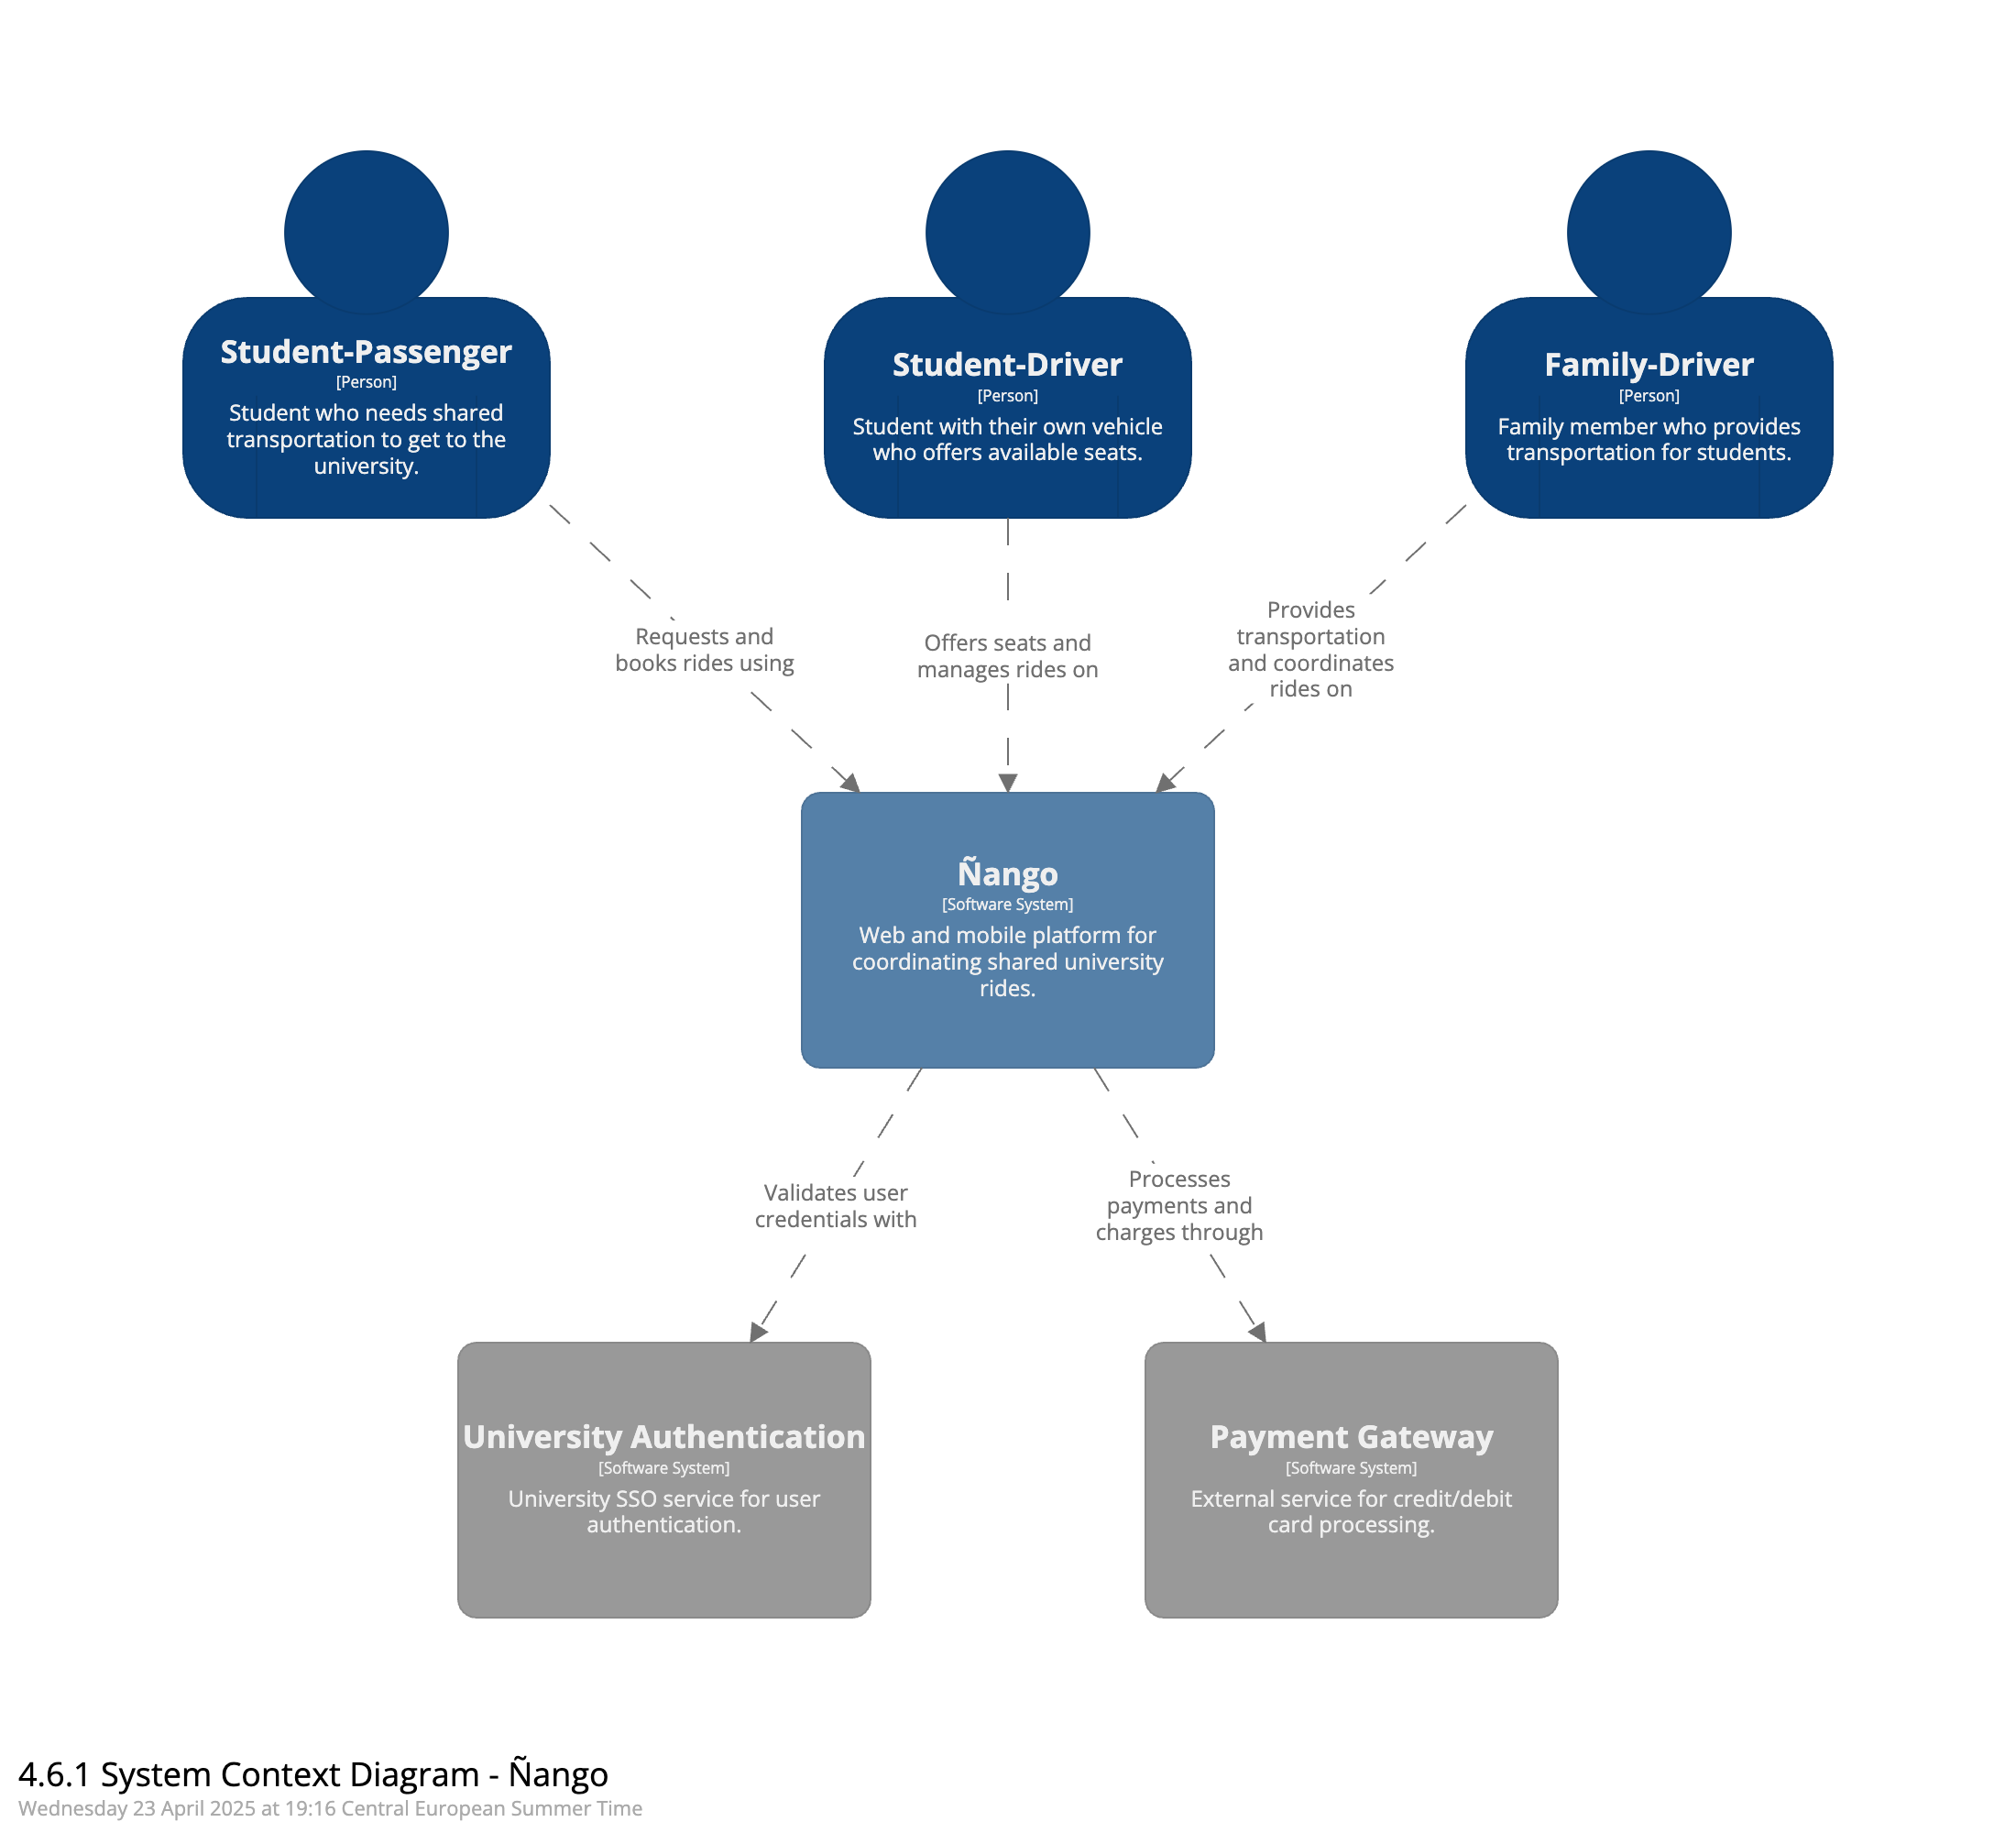 Student-Passenger
[Person]
Student who needs shared
transportation to get to the
university.
Student-Driver
[Person]
Student with their own vehicle
who offers available seats.
Family-Driver
[Person]
Family member who provides
transportation for students.
Requests and
books rides using
Offers seats and
manages rides on
Provides
transportation
and coordinates
rides on
Ñango
[Software System]
Web and mobile platform for
coordinating shared university
rides.
Validates user
credentials with
Processes
payments and
charges through
University Authentication
[Software System]
University SSO service for user
authentication.
Payment Gateway
[Software System]
External service for credit/debit
card processing.
4.6.1 System Context Diagram - Ñango
Wednesday 23 April 2025 at 19:16 Central European Summer Time